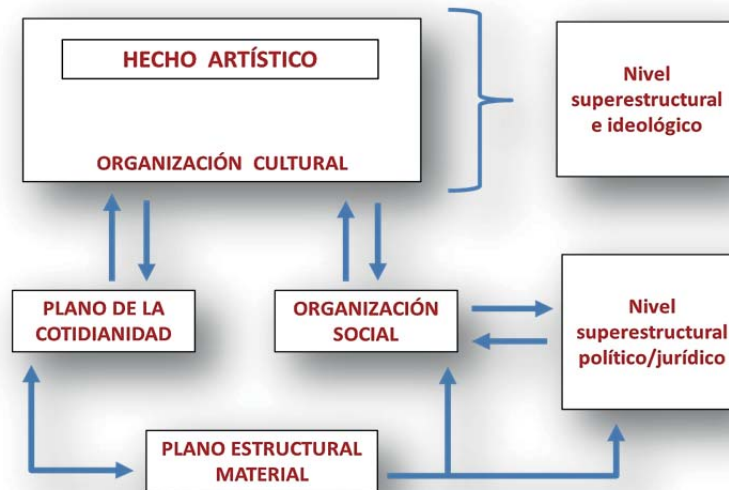 HECHO ARTÍSTICO
ORGANIZACIÓN CULTURAL
Nivel
superestructural
e ideológico
PLANO DE LA
COTIDIANIDAD
ORGANIZACIÓN
SOCIAL
Nivel
superestructural
político/jurídico
PLANO ESTRUCTURAL
MATERIAL